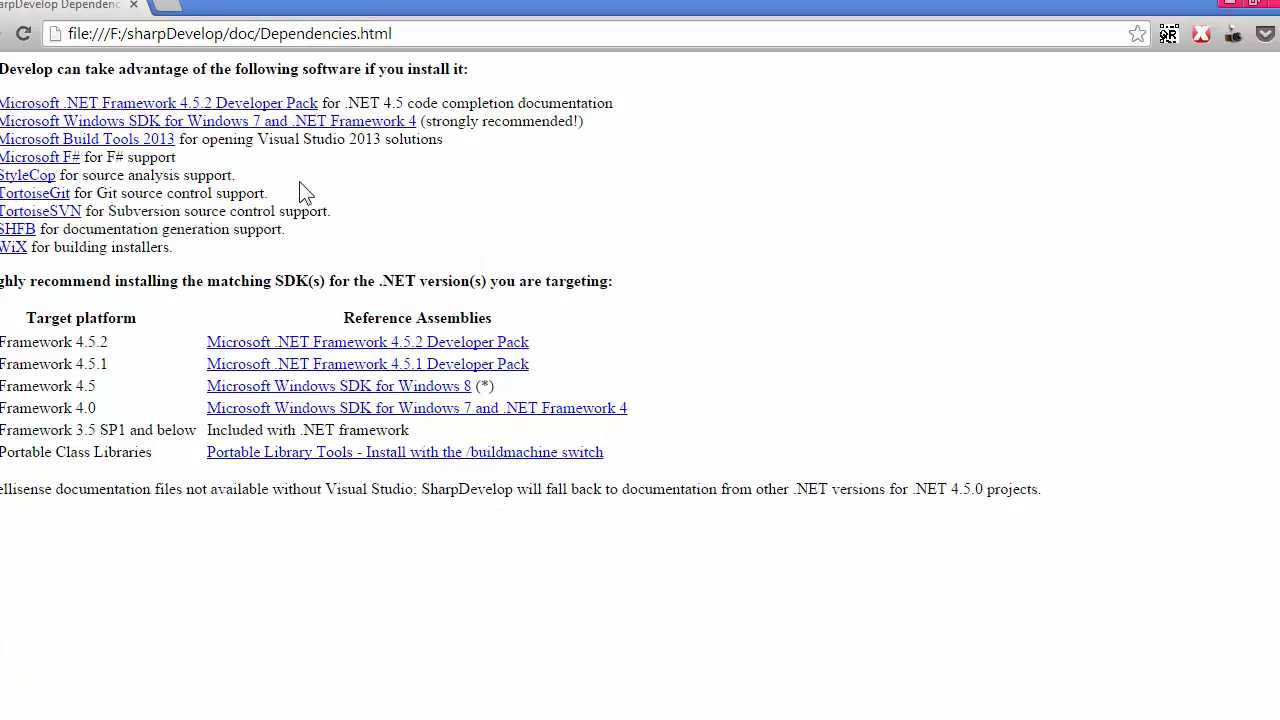 arpDevelop Dependenc
file:///F:/sharpDevelop/doc/Dependencies.html
QR
Develop can take advantage of the following software if you install it:
Microsoft .NET Framework 4.5.2 Developer Pack for .NET 4.5 code completion documentation
Microsoft Windows SDK for Windows 7 and .NET Framework 4 (strongly recommended!)
Microsoft Build Tools 2013 for opening Visual Studio 2013 solutions
Microsoft F# for F# support
StyleCop for source analysis support.
TortoiseGit for Git source control support.
TortoiseSVN for Subversion source control support.
SHFB for documentation generation support.
WiX for building installers.
ghly recommend installing the matching SDK(s) for the .NET version(s) you are targeting:
Target platform Reference Assemblies
Framework 4.5.2 Microsoft .NET Framework 4.5.2 Developer Pack
Framework 4.5.1 Microsoft .NET Framework 4.5.1 Developer Pack
Framework 4.5 Microsoft Windows SDK for Windows 8 (*)
Framework 4.0 Microsoft Windows SDK for Windows 7 and .NET Framework 4
Framework 3.5 SP1 and below Included with .NET framework
Portable Class Libraries Portable Library Tools - Install with the /buildmachine switch
ellisense documentation files not available without Visual Studio; SharpDevelop will fall back to documentation from other .NET versions for .NET 4.5.0 projects.